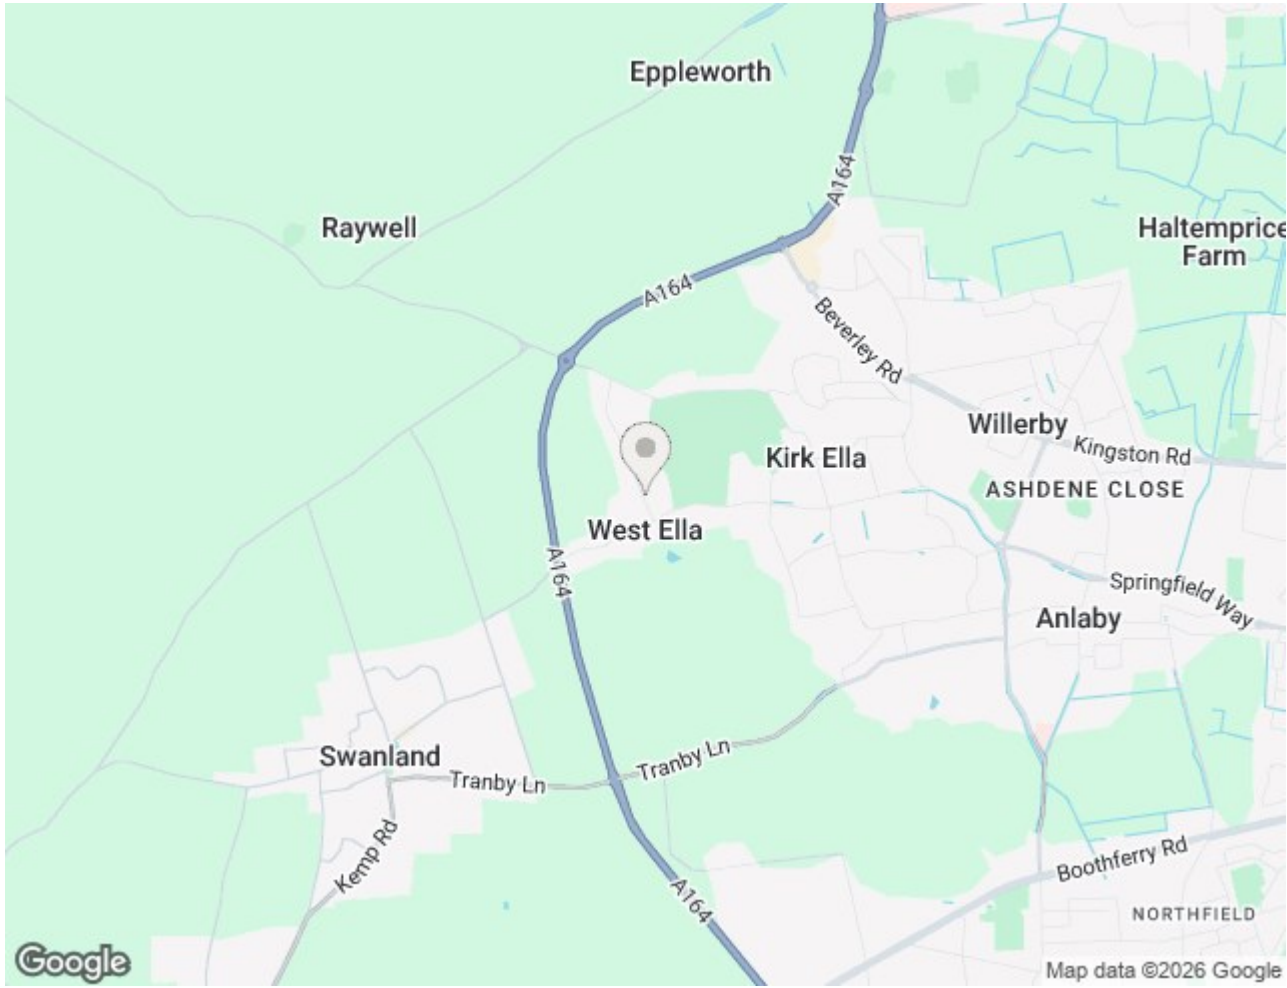 Eppleworth
A164
Raywell
Haltemprice
Farm
A164
Beverley Rd
Willerby
Kingston Rd
Kirk Ella
ASHDENE CLOSE
West Ella
A164
Springfield Way
Anlaby
Swanland
Tranby Ln
Tranby Ln
Kemp Rd
Boothferry Rd
A164
NORTHFIELD
Google
Map data ©2026 Google